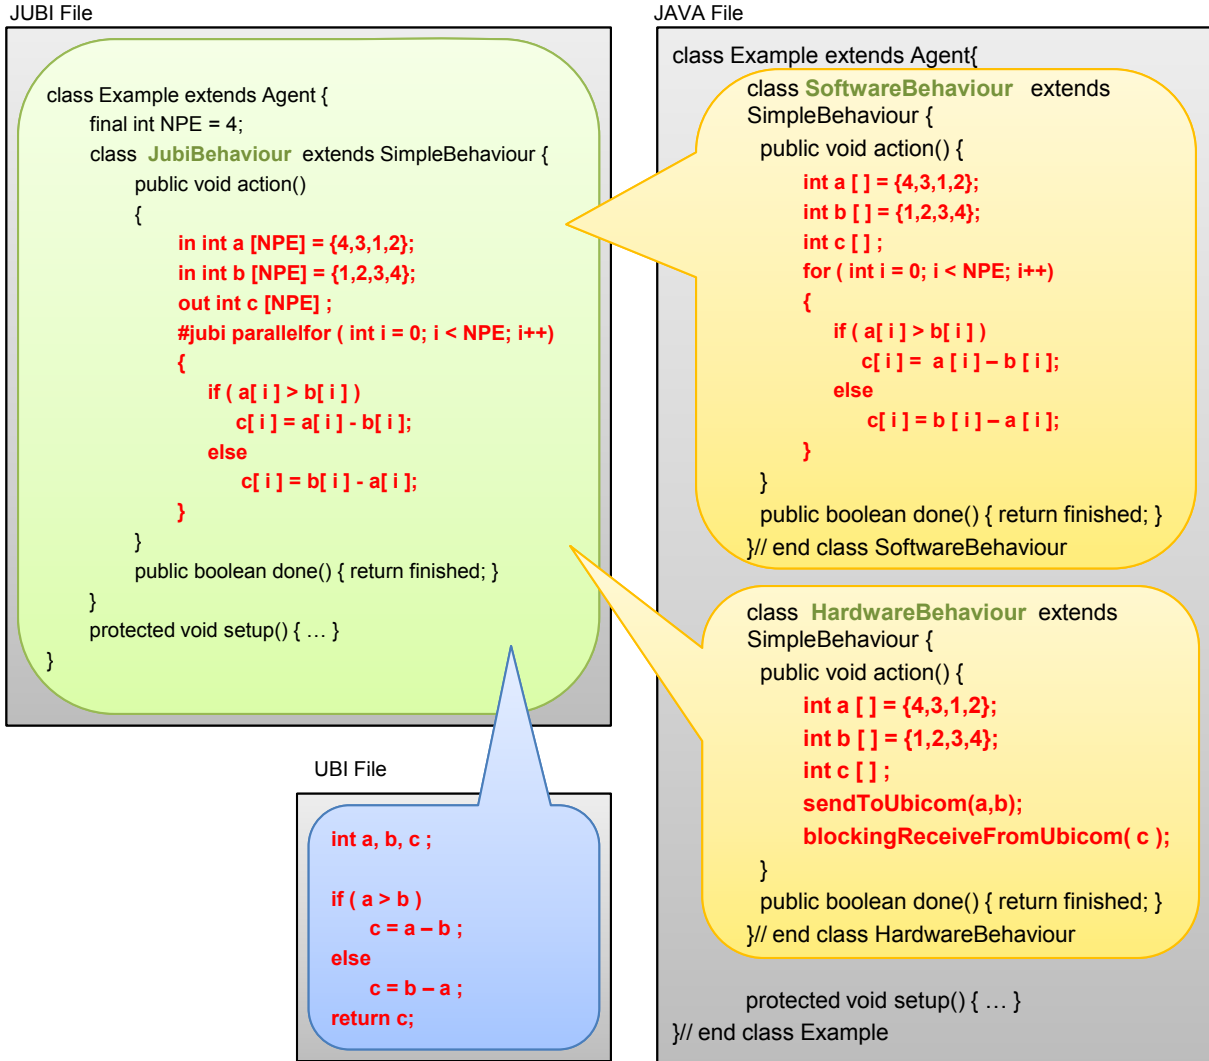 JUBI File
class Example extends Agent {
final int NPE = 4;
class JubiBehaviour extends SimpleBehaviour {
public void action()
{
in int a [NPE] = {4,3,1,2};
in int b [NPE] = {1,2,3,4};
out int c [NPE] ;
#jubi parallelfor ( int i = 0; i < NPE; i++)
{
if ( a[ i ] > b[ i ] )
c[ i ] = a[ i ] - b[ i ];
else
c[ i ] = b[ i ] - a[ i ];
}
}
public boolean done() { return finished; }
}
protected void setup() { … }
}
UBI File
int a, b, c ;
if ( a > b )
c = a – b ;
else
c = b – a ;
return c;
JAVA File
class Example extends Agent{
class SoftwareBehaviour extends
SimpleBehaviour {
public void action() {
int a [ ] = {4,3,1,2};
int b [ ] = {1,2,3,4};
int c [ ] ;
for ( int i = 0; i < NPE; i++)
{
if ( a[ i ] > b[ i ] )
c[ i ] = a [ i ] – b [ i ];
else
c[ i ] = b [ i ] – a [ i ];
}
}
public boolean done() { return finished; }
}// end class SoftwareBehaviour
class HardwareBehaviour extends
SimpleBehaviour {
public void action() {
int a [ ] = {4,3,1,2};
int b [ ] = {1,2,3,4};
int c [ ] ;
sendToUbicom(a,b);
blockingReceiveFromUbicom( c );
}
public boolean done() { return finished; }
}// end class HardwareBehaviour
protected void setup() { … }
}// end class Example